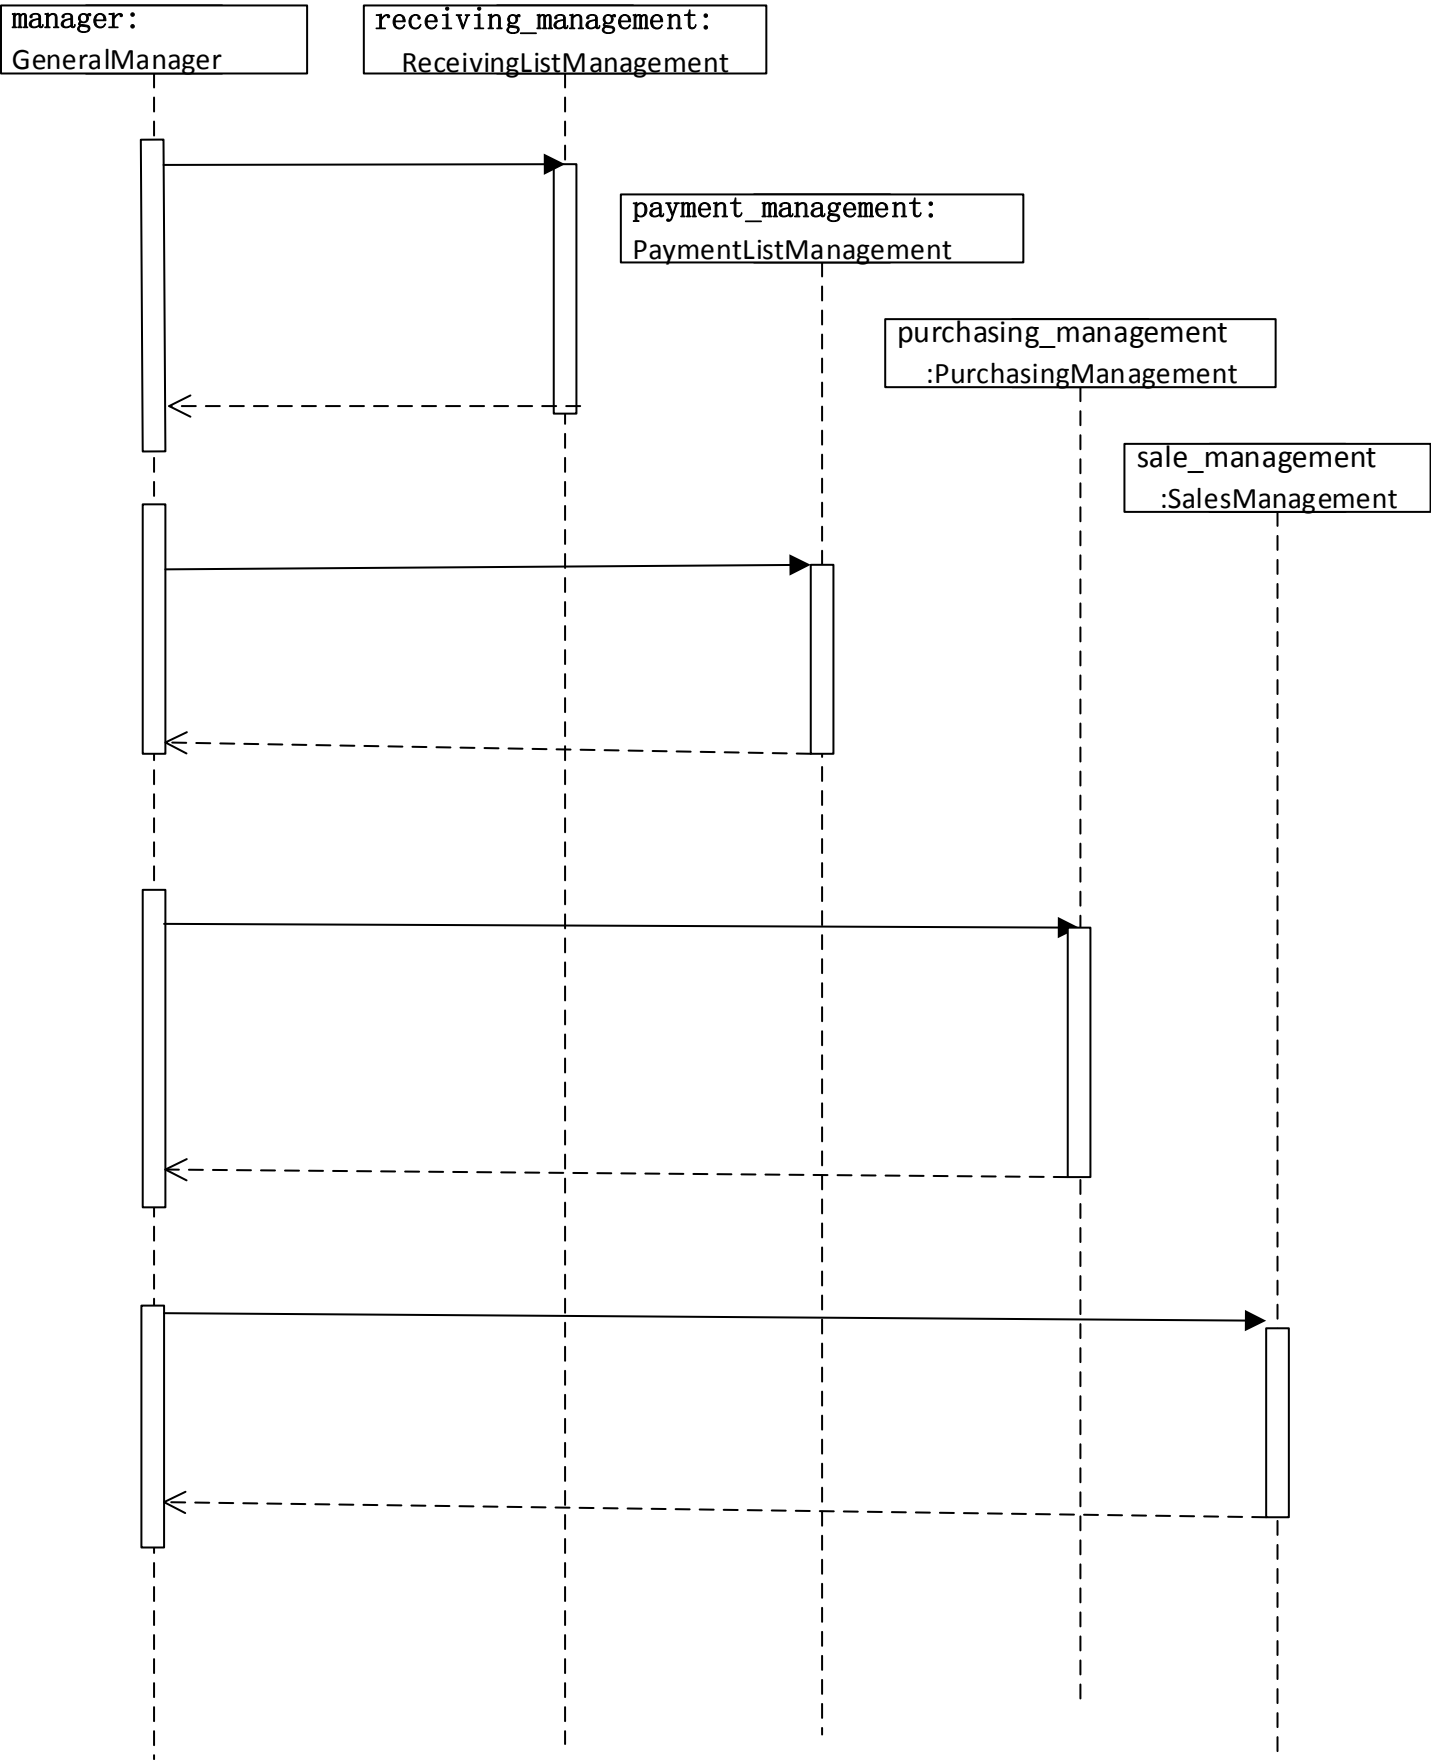 manager:
GeneralManager
receiving_management:
ReceivingListManagement
payment_management:
PaymentListManagement
purchasing_management
:PurchasingManagement
sale_management
:SalesManagement